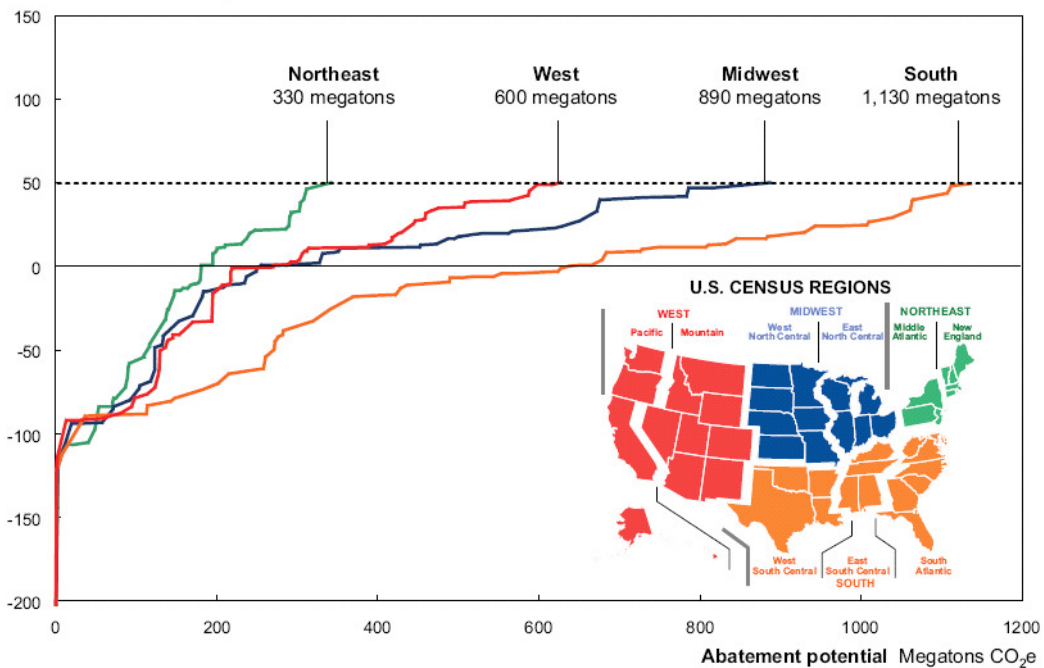 150
100
50
0
-50
-100
-150
-200
Northeast
330 megatons
West
600 megatons
Midwest
890 megatons
South
1,130 megatons
U.S. CENSUS REGIONS
WEST
Pacific
Mountain
MIDWEST
West
North Central
East
North Central
NORTHEAST
Middle
Atlantic
New
England
West
South Central
East
South Central
SOUTH
South
Atlantic
0
200
400
600
800
1000
1200
Abatement potential Megatons CO₂e